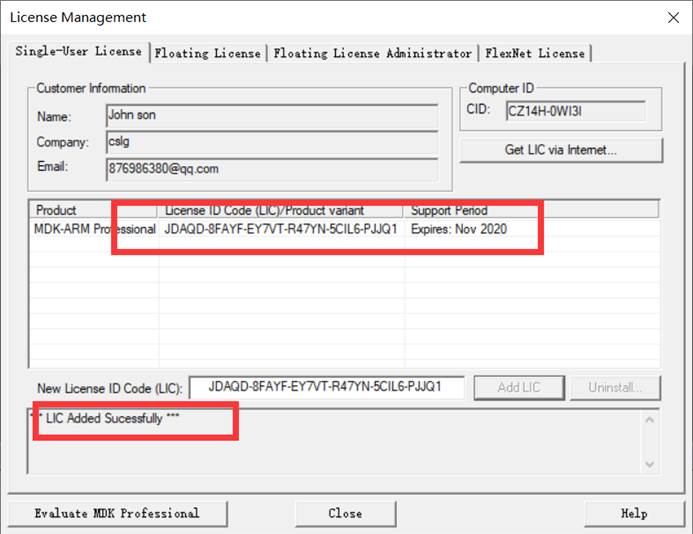 License Management
Single-User License Floating License Floating License Administrator FlexNet License
Customer Information
Name: John son
Company: cslg
Email: 876986380@qq.com
Computer ID
CID: CZ14H-0WI3I
Get LIC via Internet...
Product License ID Code (LIC)/Product variant Support Period
MDK-ARM Professional JDAQD-8FAYF-EY7VT-R47YN-5CIL6-PJJQ1 Expires: Nov 2020
New License ID Code (LIC): JDAQD-8FAYF-EY7VT-R47YN-5CIL6-PJJQ1 Add LIC Uninstall...
*** LIC Added Sucessfully ***
Evaluate MDK Professional Close Help